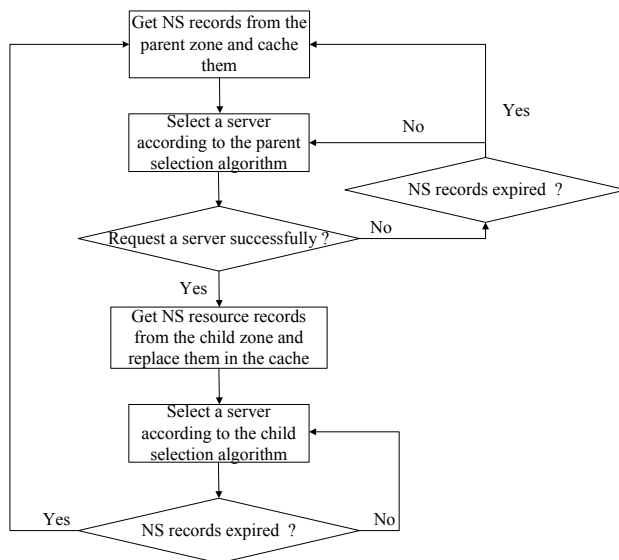 Get NS records from the
parent zone and cache
them
Yes
No
Select a server
according to the parent
selection algorithm
NS records expired ?
Request a server successfully ?
No
Yes
Get NS resource records
from the child zone and
replace them in the cache
Select a server
according to the child
selection algorithm
Yes
NS records expired ?
No